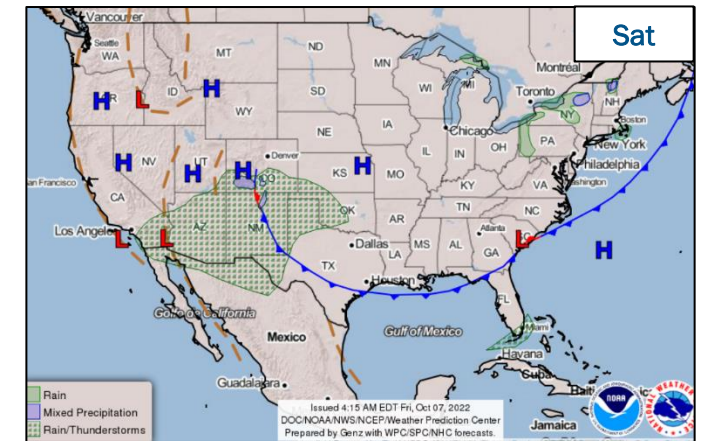 Sat
Vancouver
Seattle
WA
MT
ND
MN
Montréal
ID
SD
WI
MI
Toronto
H
R
L
H
WY
NY
NH
Boston
NE
IA
Chicago
OH
PA
New York
H
NV
UT
H
H
Denver
CO
KS
H
MO
IL
IN
Philadelphia
an Francisco
CA
KY
VA
ashington
Los Angeles
L
L
AZ
NM
OK
AR
TN
NC
Dallas
LA
MS
AL
Atlanta
GA
L
SC
H
TX
Houston
FL
Golfo de California
Gulf of Mexico
Miami
Mexico
Havana
Guadalajara
Cuba
Haiti
Jamaica
Rain
Mixed Precipitation
Rain/Thunderstorms
Issued 4:15 AM EDT Fri, Oct 07, 2022
DOC/NOAA/NWS/NCEP/Weather Prediction Center
Prepared by Genz with WPC/SPC/NHC forecasts.
NOAA